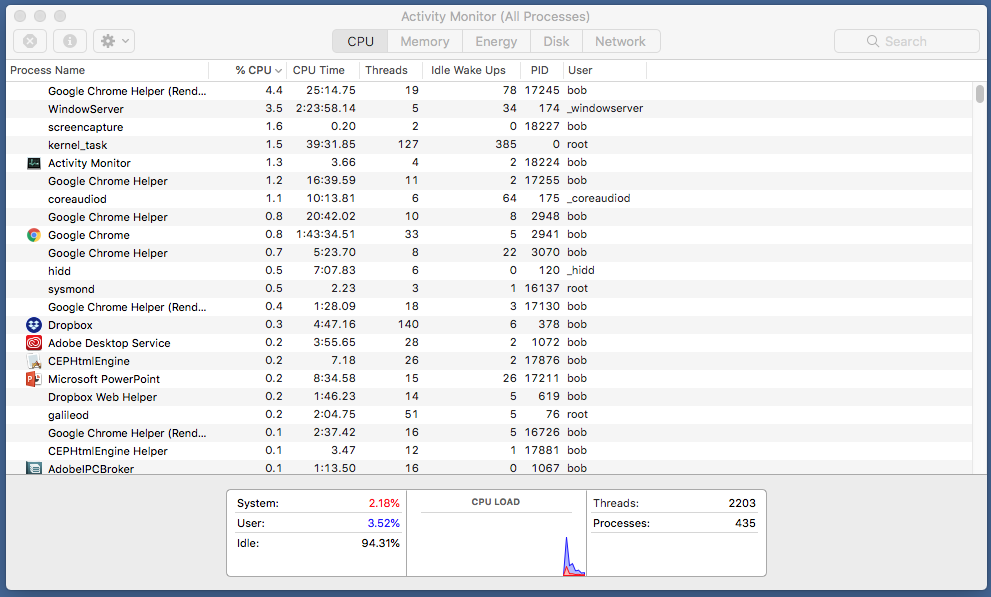 Activity Monitor (All Processes)
CPU Memory Energy Disk Network Search
Process Name % CPU CPU Time Threads Idle Wake Ups PID User
Google Chrome Helper (Rend... 4.4 25:14.75 19 78 17245 bob
WindowServer 3.5 2:23:58.14 5 34 174 _windowserver
screencapture 1.6 0.20 2 0 18227 bob
kernel_task 1.5 39:31.85 127 385 0 root
Activity Monitor 1.3 3.66 4 2 18224 bob
Google Chrome Helper 1.2 16:39.59 11 2 17255 bob
coreaudiod 1.1 10:13.81 6 64 175 _coreaudiod
Google Chrome Helper 0.8 20:42.02 10 8 2948 bob
Google Chrome 0.8 1:43:34.51 33 5 2941 bob
Google Chrome Helper 0.7 5:23.70 8 22 3070 bob
hidd 0.5 7:07.83 6 0 120 _hidd
sysmond 0.5 2.23 3 1 16137 root
Google Chrome Helper (Rend... 0.4 1:28.09 18 3 17130 bob
Dropbox 0.3 4:47.16 140 6 378 bob
Adobe Desktop Service 0.2 3:55.65 28 2 1072 bob
CEPHtmlEngine 0.2 7.18 26 2 17876 bob
Microsoft PowerPoint 0.2 8:34.58 15 26 17211 bob
Dropbox Web Helper 0.2 1:46.23 14 5 619 bob
galileod 0.2 2:04.75 51 5 76 root
Google Chrome Helper (Rend... 0.1 2:37.42 16 5 16726 bob
CEPHtmlEngine Helper 0.1 3.47 12 1 17881 bob
AdobeIPCBroker 0.1 1:13.50 16 0 1067 bob
System: 2.18% CPU LOAD Threads: 2203
User: 3.52% Processes: 435
Idle: 94.31%